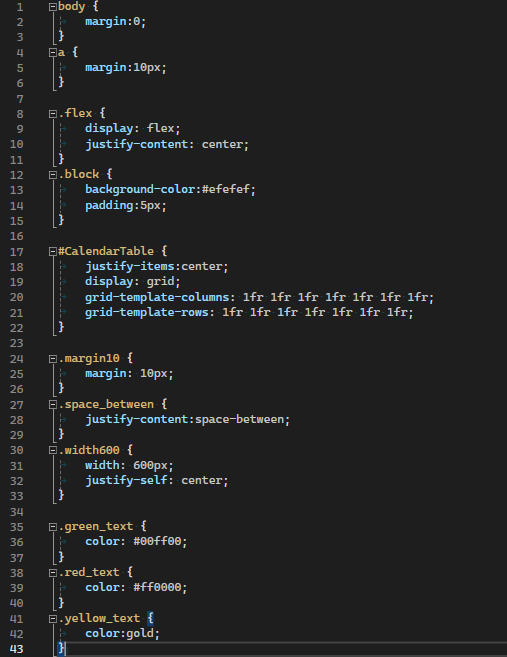 1 body {
2 margin:0;
3 }
4 a {
5 margin:10px;
6 }
7
8 .flex {
9 display: flex;
10 justify-content: center;
11 }
12 .block {
13 background-color:#efefef;
14 padding:5px;
15 }
16
17 #CalendarTable {
18 justify-items:center;
19 display: grid;
20 grid-template-columns: 1fr 1fr 1fr 1fr 1fr 1fr 1fr;
21 grid-template-rows: 1fr 1fr 1fr 1fr 1fr 1fr 1fr;
22 }
23
24 .margin10 {
25 margin: 10px;
26 }
27 .space_between {
28 justify-content:space-between;
29 }
30 .width600 {
31 width: 600px;
32 justify-self: center;
33 }
34
35 .green_text {
36 color: #00ff00;
37 }
38 .red_text {
39 color: #ff0000;
40 }
41 .yellow_text {
42 color:gold;
43 }